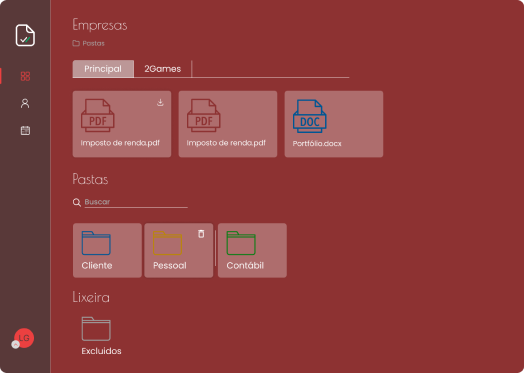 Empresas
Pastas
Principal 2Games
PDF PDF DOC
Imposto de renda.pdf Imposto de renda.pdf Portfólio.docx
Pastas
Buscar
Cliente Pessoal Contábil
Lixeira
LG
Excluidos